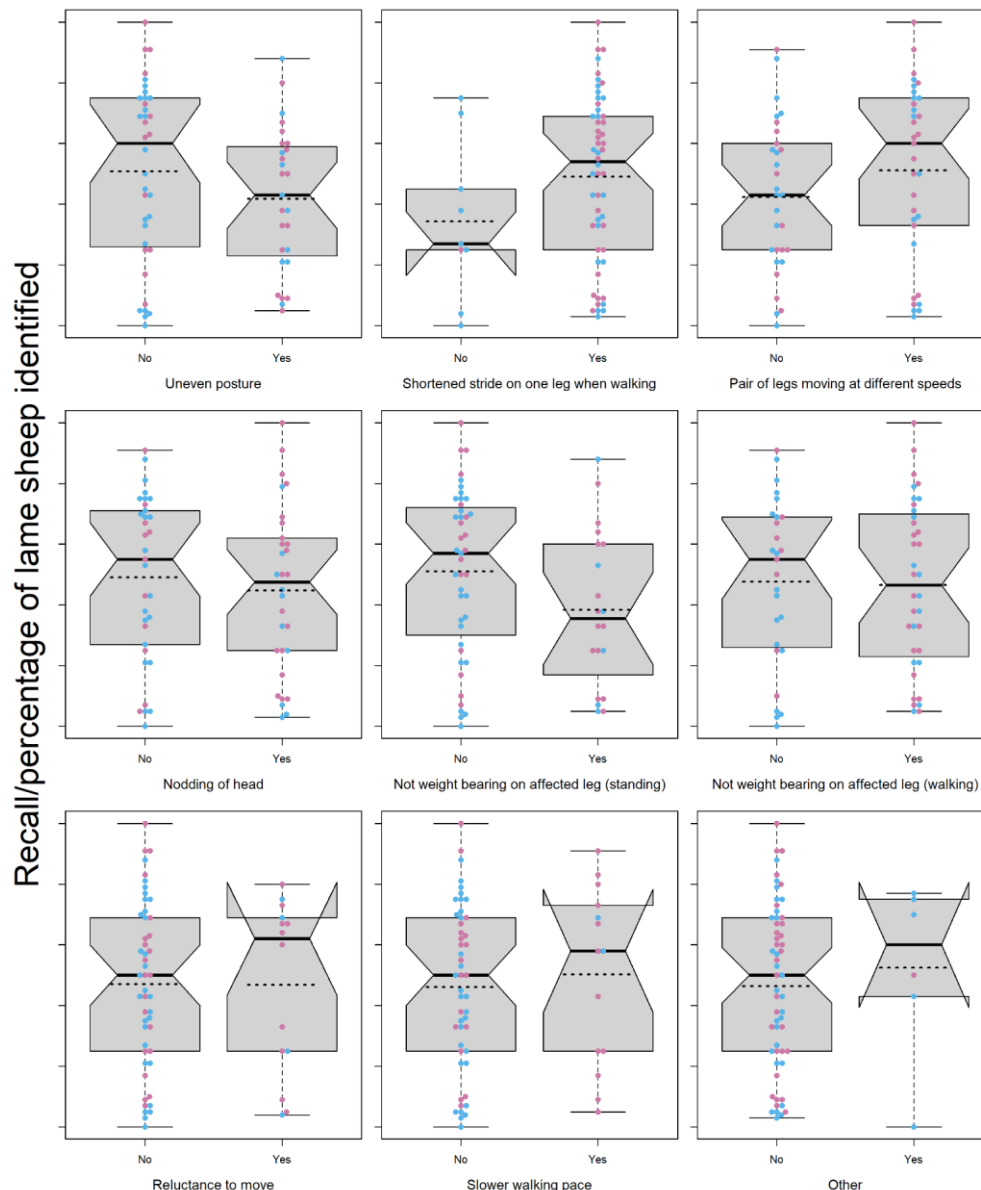 Recall/percentage of lame sheep identified
No Yes No Yes No Yes
Uneven posture Shortened stride on one leg when walking Pair of legs moving at different speeds
No Yes No Yes No Yes
Nodding of head Not weight bearing on affected leg (standing) Not weight bearing on affected leg (walking)
No Yes No Yes No Yes
Reluctance to move Slower walking pace Other